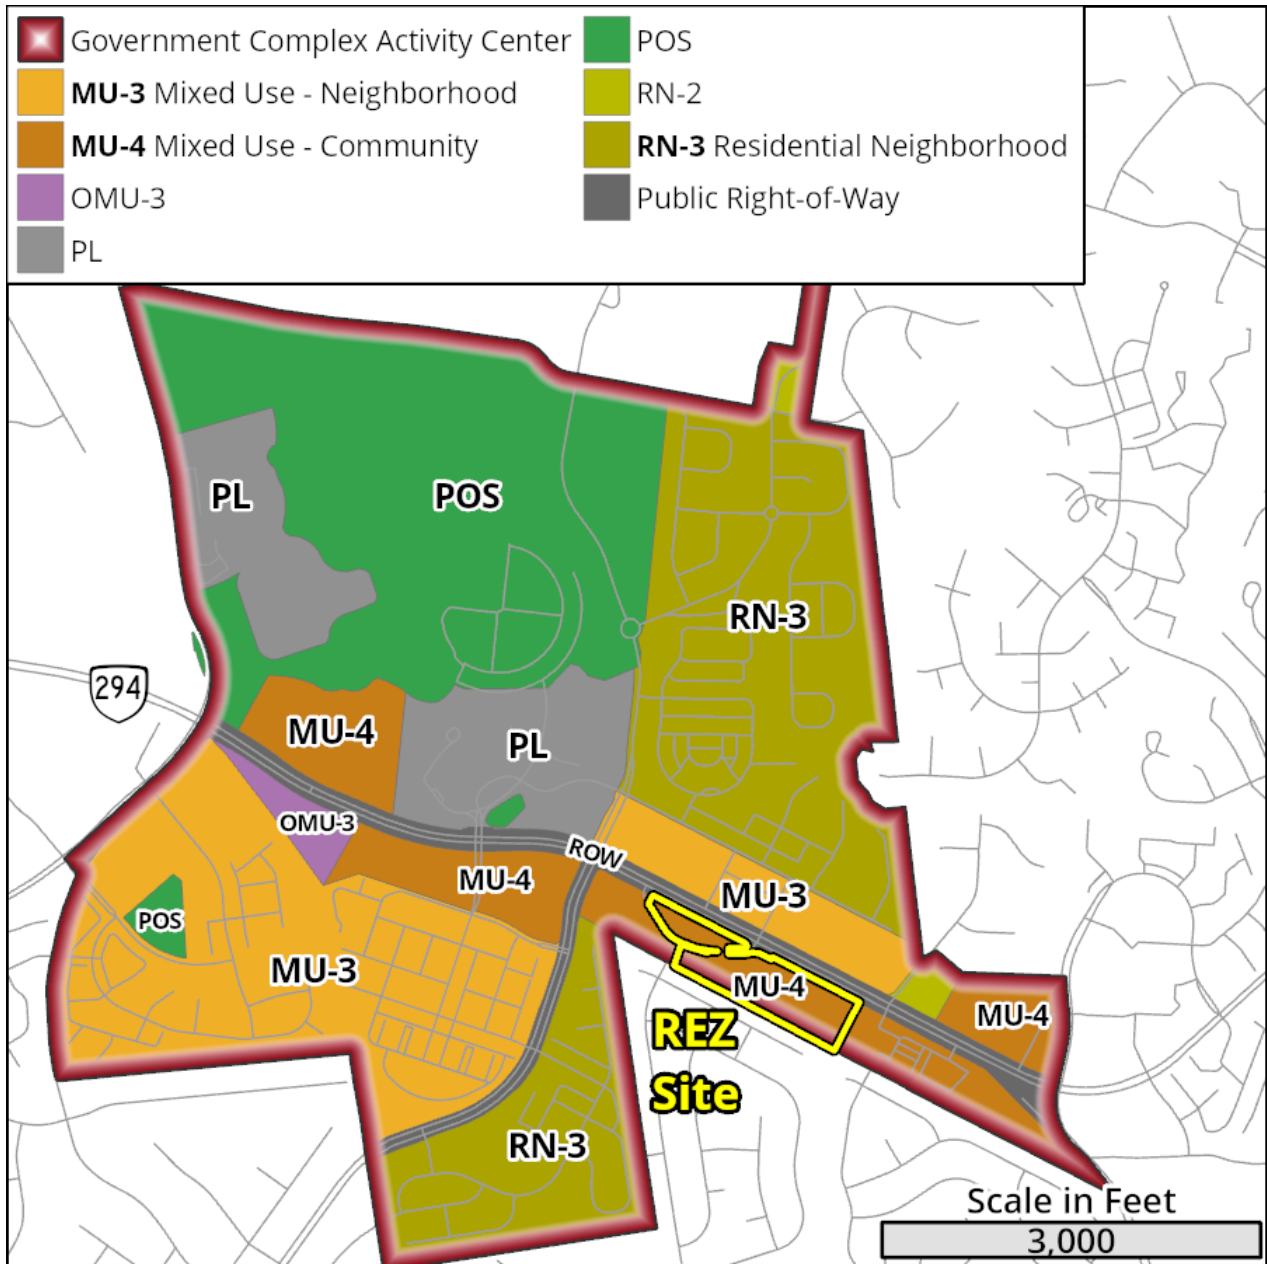 Government Complex Activity Center
MU-3 Mixed Use - Neighborhood
MU-4 Mixed Use - Community
OMU-3
PL
POS
RN-2
RN-3 Residential Neighborhood
Public Right-of-Way
PL
POS
RN-3
294
MU-4
PL
OMU-3
ROW
MU-4
MU-3
POS
MU-3
MU-4
MU-4
REZ
Site
RN-3
Scale in Feet
3,000